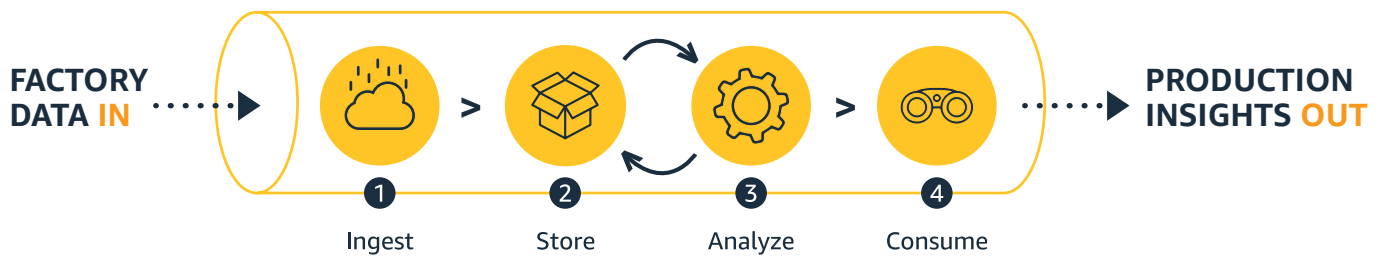 FACTORY
DATA IN
>
>
1
2
3
4
Ingest
Store
Analyze
Consume
PRODUCTION
INSIGHTS OUT